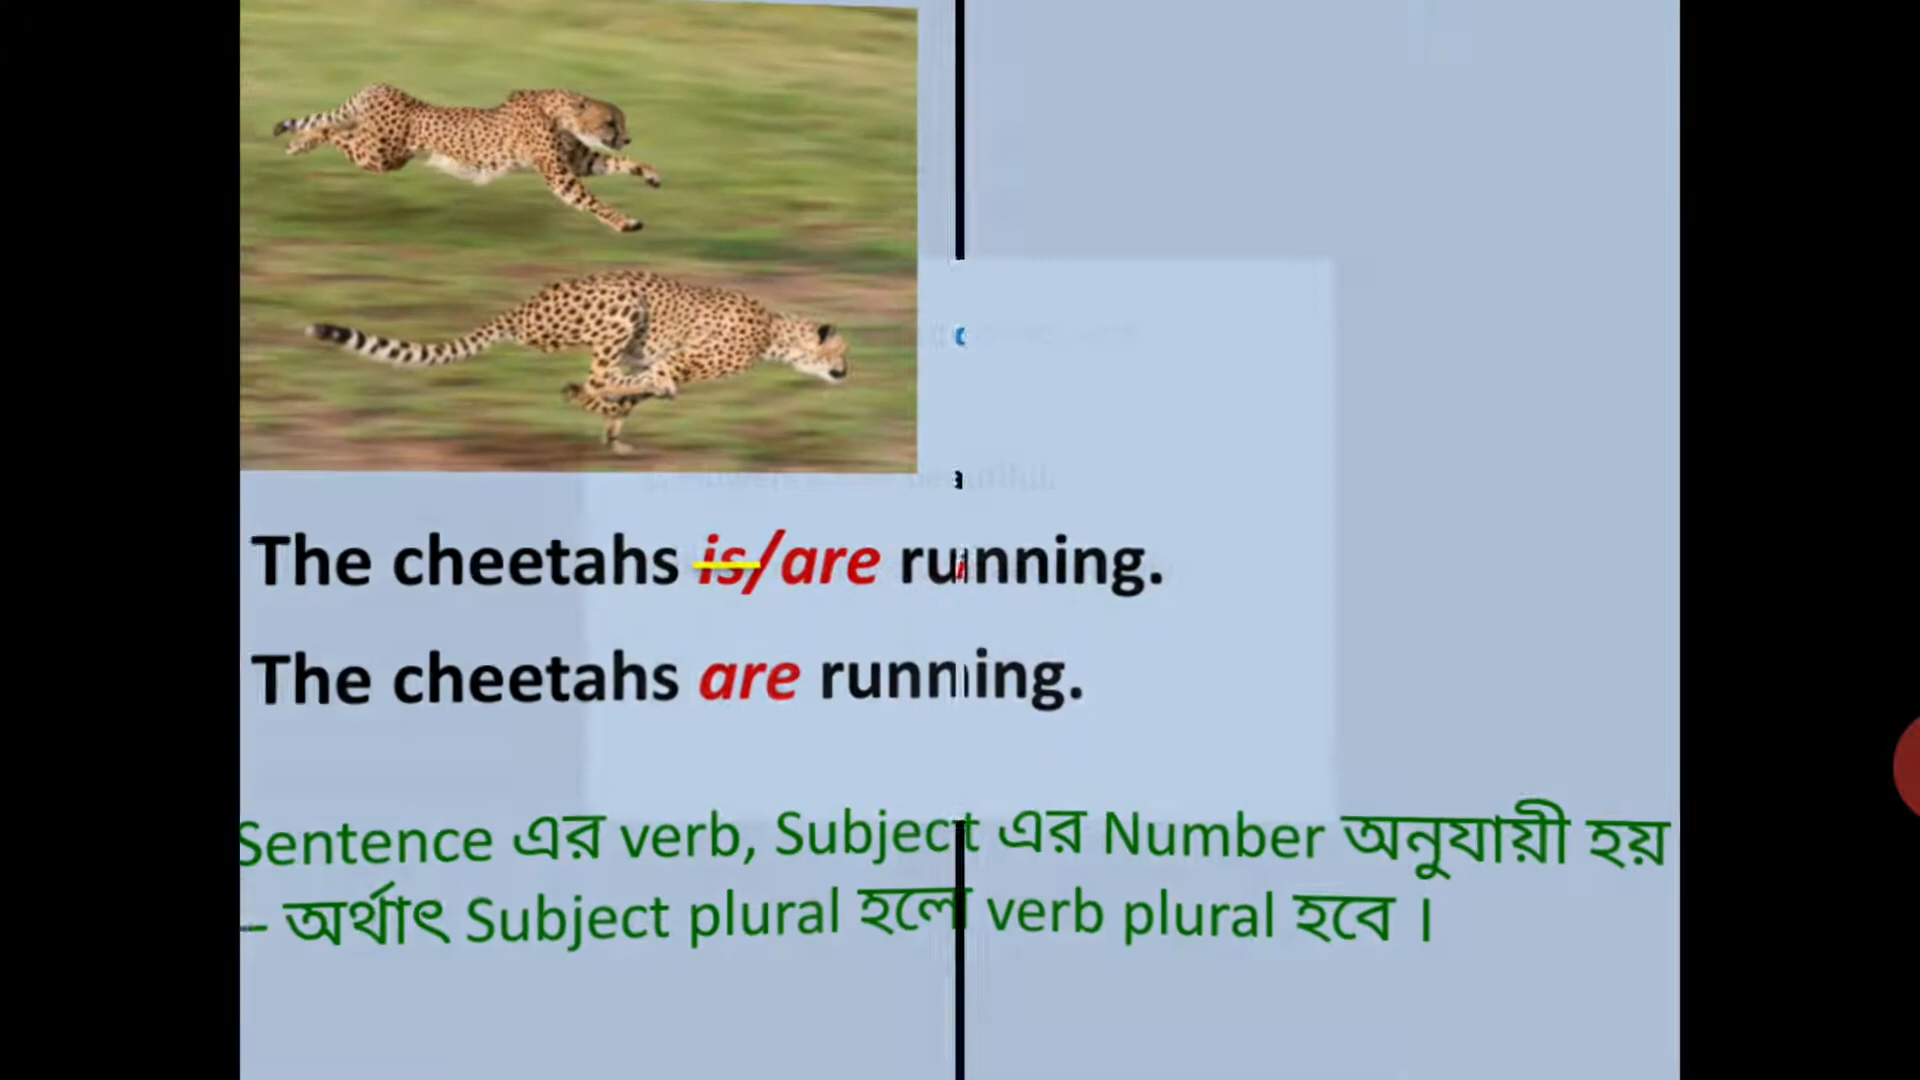 The cheetahs is/are running.
The cheetahs are running.
Sentence এর verb, Subject এর Number অনুযায়ী হয়
– অর্থাৎ Subject plural হলে verb plural হবে ।